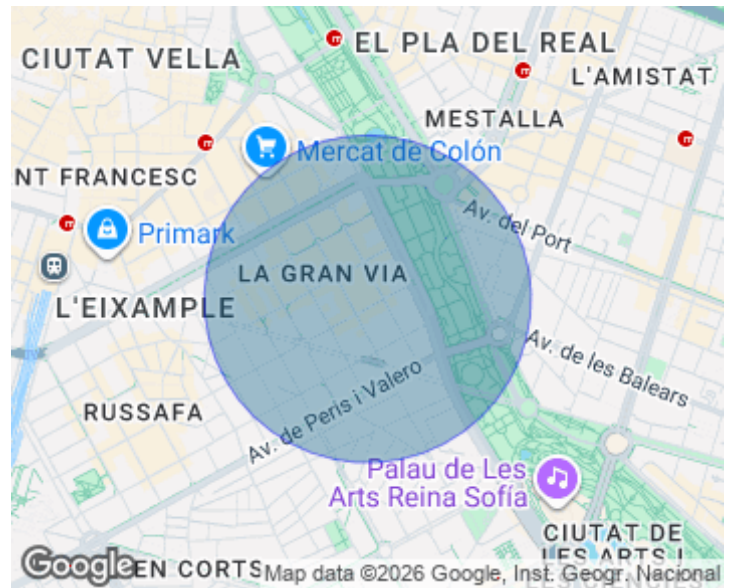 CIUTAT VELLA
EL PLA DEL REAL
L'AMISTAT
MESTALLA
Mercat de Colón
NT FRANCESC
Primark
Av. del Port
LA GRAN VIA
L'EIXAMPLE
Av. de les Balears
RUSSAFA
Av. de Peris i Valero
Palau de Les
Arts Reina Sofía
CIUTAT DE
LES ARTS I
EN CORTS
Google
Map data ©2026 Google, Inst. Geogr. Nacional